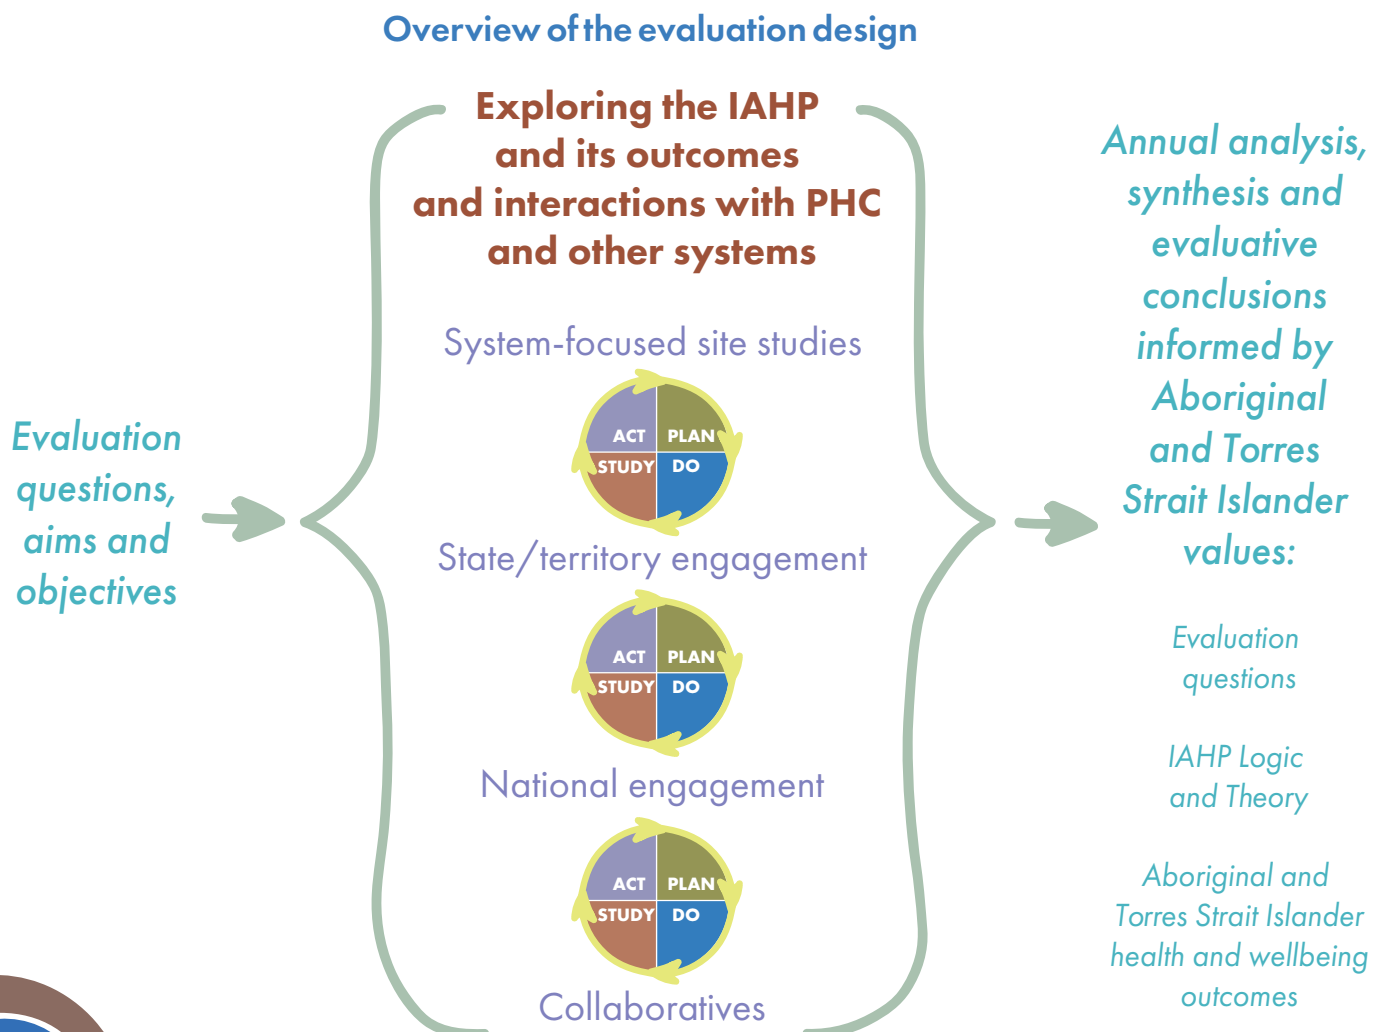 Overview of the evaluation design
Evaluation
questions,
aims and
objectives
Exploring the IAHP
and its outcomes
and interactions with PHC
and other systems
System-focused site studies
ACT PLAN
STUDY DO
State/territory engagement
ACT PLAN
STUDY DO
National engagement
ACT PLAN
STUDY DO
Collaboratives
Annual analysis,
synthesis and
evaluative
conclusions
informed by
Aboriginal
and Torres
Strait Islander
values:
Evaluation
questions
IAHP Logic
and Theory
Aboriginal and
Torres Strait Islander
health and wellbeing
outcomes